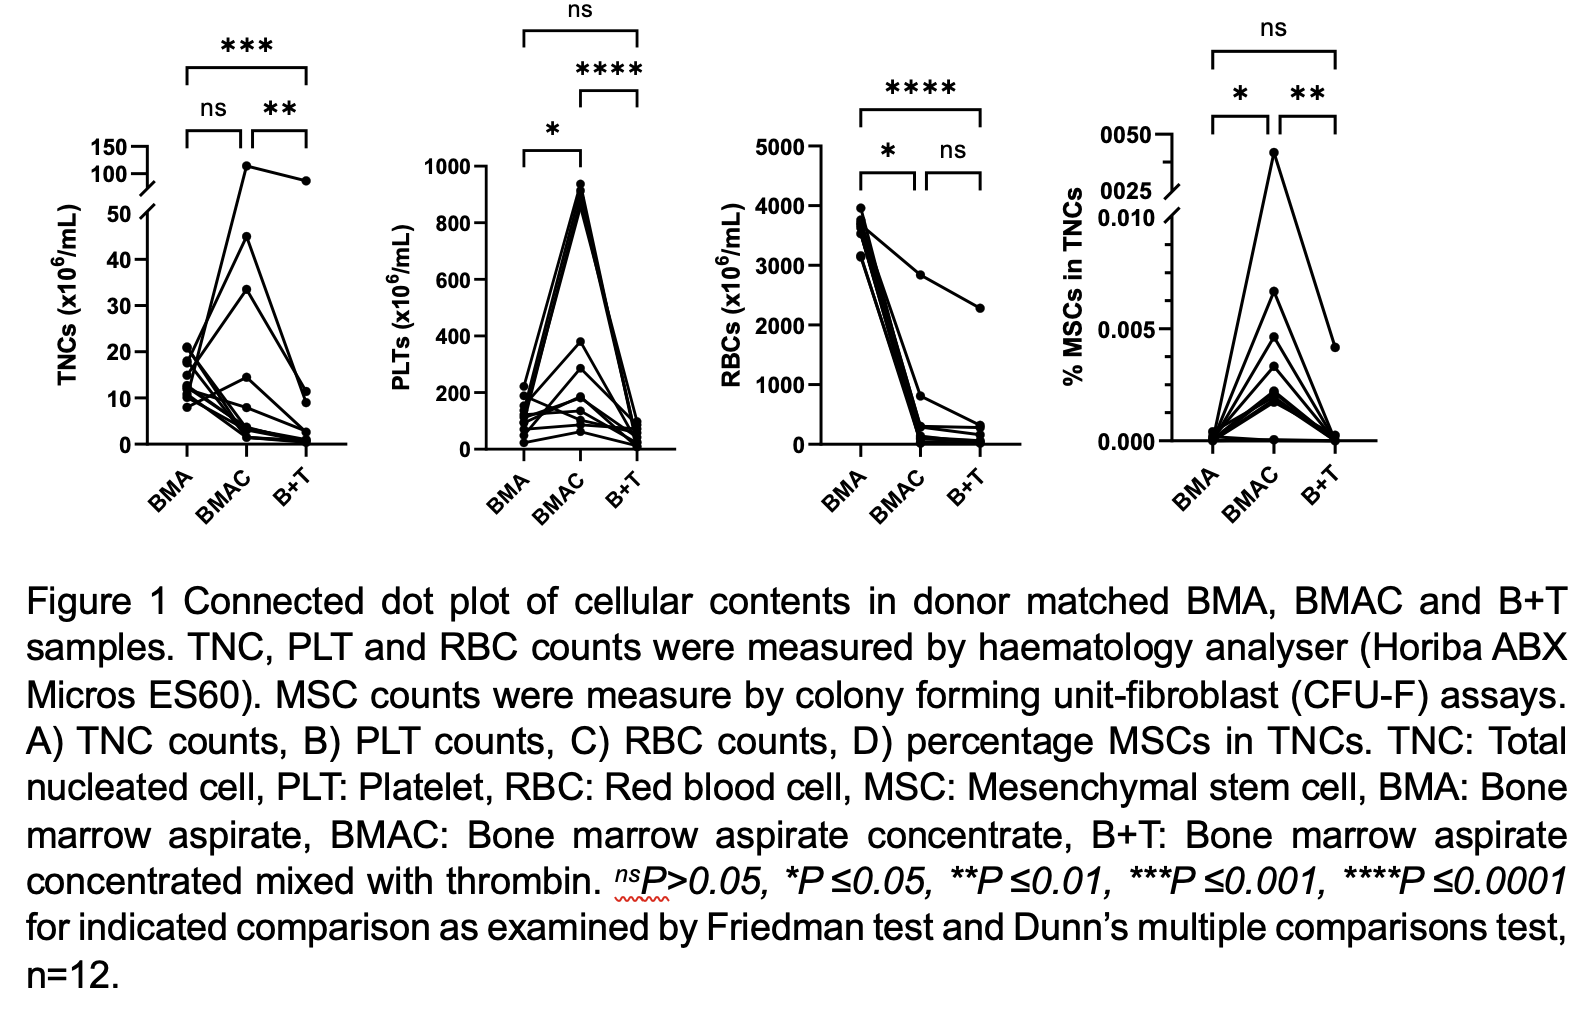 ***
ns
**
150
100
50
40
30
20
10
0
TNCs (x10⁶/mL)
BMA
BMAC
B+T
ns
****
*
1000
800
600
400
200
0
PLTs (x10⁶/mL)
BMA
BMAC
B+T
****
*
ns
5000
4000
3000
2000
1000
0
RBCs (x10⁶/mL)
BMA
BMAC
B+T
ns
*
**
0050
0025
0.010
0.005
0.000
% MSCs in TNCs
BMA
BMAC
B+T
Figure 1 Connected dot plot of cellular contents in donor matched BMA, BMAC and B+T
samples. TNC, PLT and RBC counts were measured by haematology analyser (Horiba ABX
Micros ES60). MSC counts were measure by colony forming unit-fibroblast (CFU-F) assays.
A) TNC counts, B) PLT counts, C) RBC counts, D) percentage MSCs in TNCs. TNC: Total
nucleated cell, PLT: Platelet, RBC: Red blood cell, MSC: Mesenchymal stem cell, BMA: Bone
marrow aspirate, BMAC: Bone marrow aspirate concentrate, B+T: Bone marrow aspirate
concentrated mixed with thrombin. ⁿˢP>0.05, *P ≤0.05, **P ≤0.01, ***P ≤0.001, ****P ≤0.0001
for indicated comparison as examined by Friedman test and Dunn’s multiple comparisons test,
n=12.